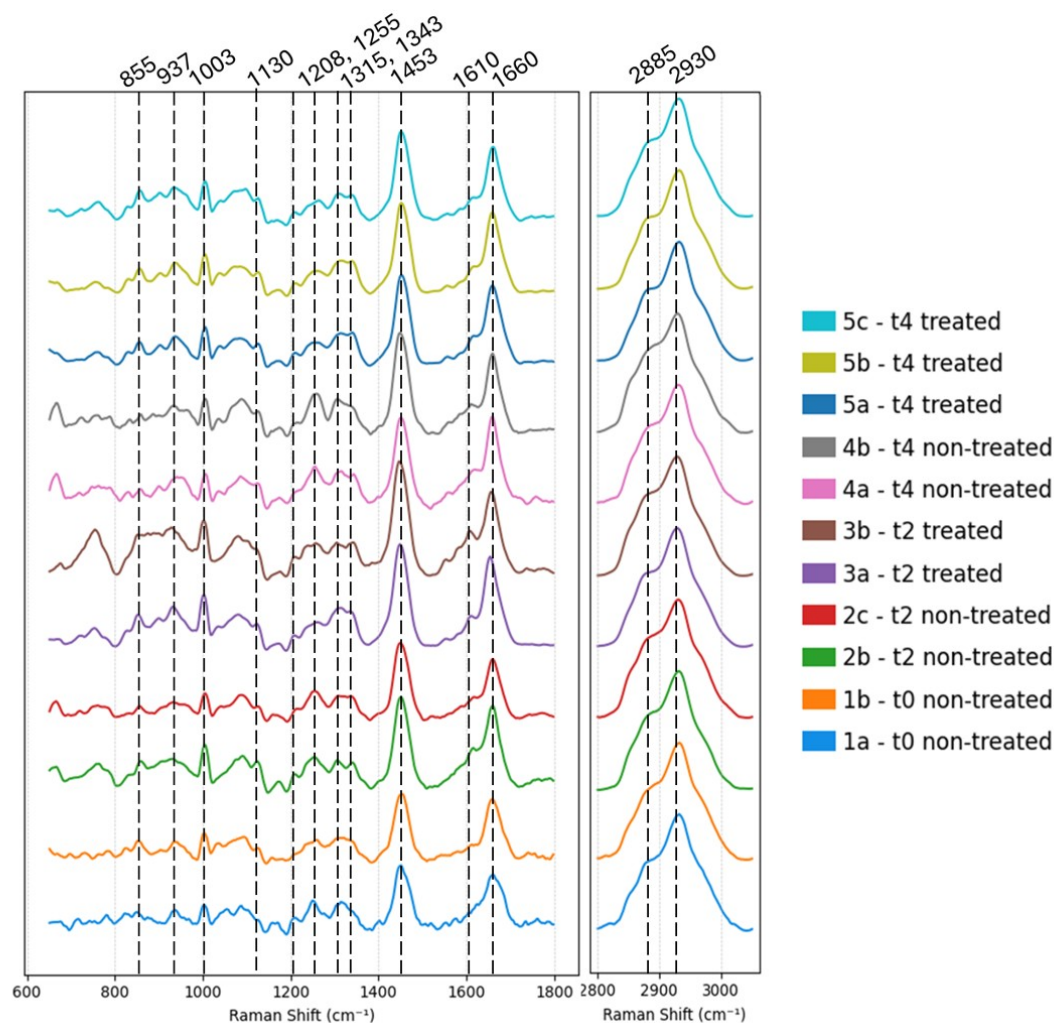 855 937 1003 1130 1208, 1255 1315, 1343 1453 1610 1660 2885 2930
5c - t4 treated
5b - t4 treated
5a - t4 treated
4b - t4 non-treated
4a - t4 non-treated
3b - t2 treated
3a - t2 treated
2c - t2 non-treated
2b - t2 non-treated
1b - t0 non-treated
1a - t0 non-treated
600 800 1000 1200 1400 1600 1800 2800 2900 3000
Raman Shift (cm⁻¹) Raman Shift (cm⁻¹)